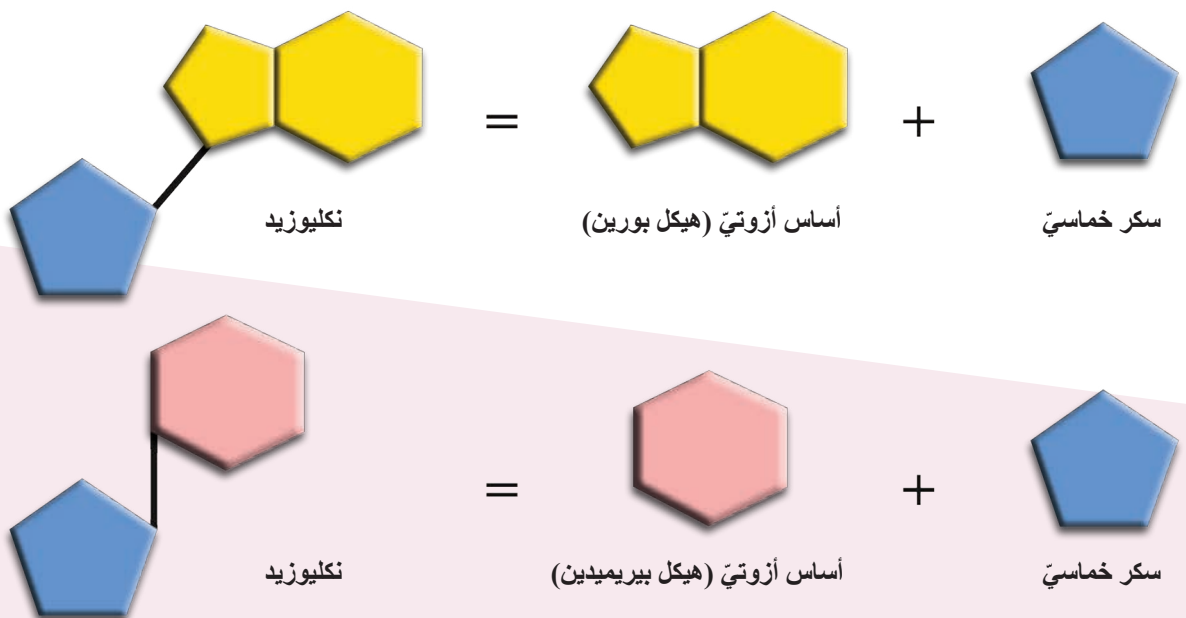 + =
سكر خماسيّ أساس أزوتيّ (هيكل بورين) نكليوزيد
+ =
سكر خماسيّ أساس أزوتيّ (هيكل بيريميدين) نكليوزيد